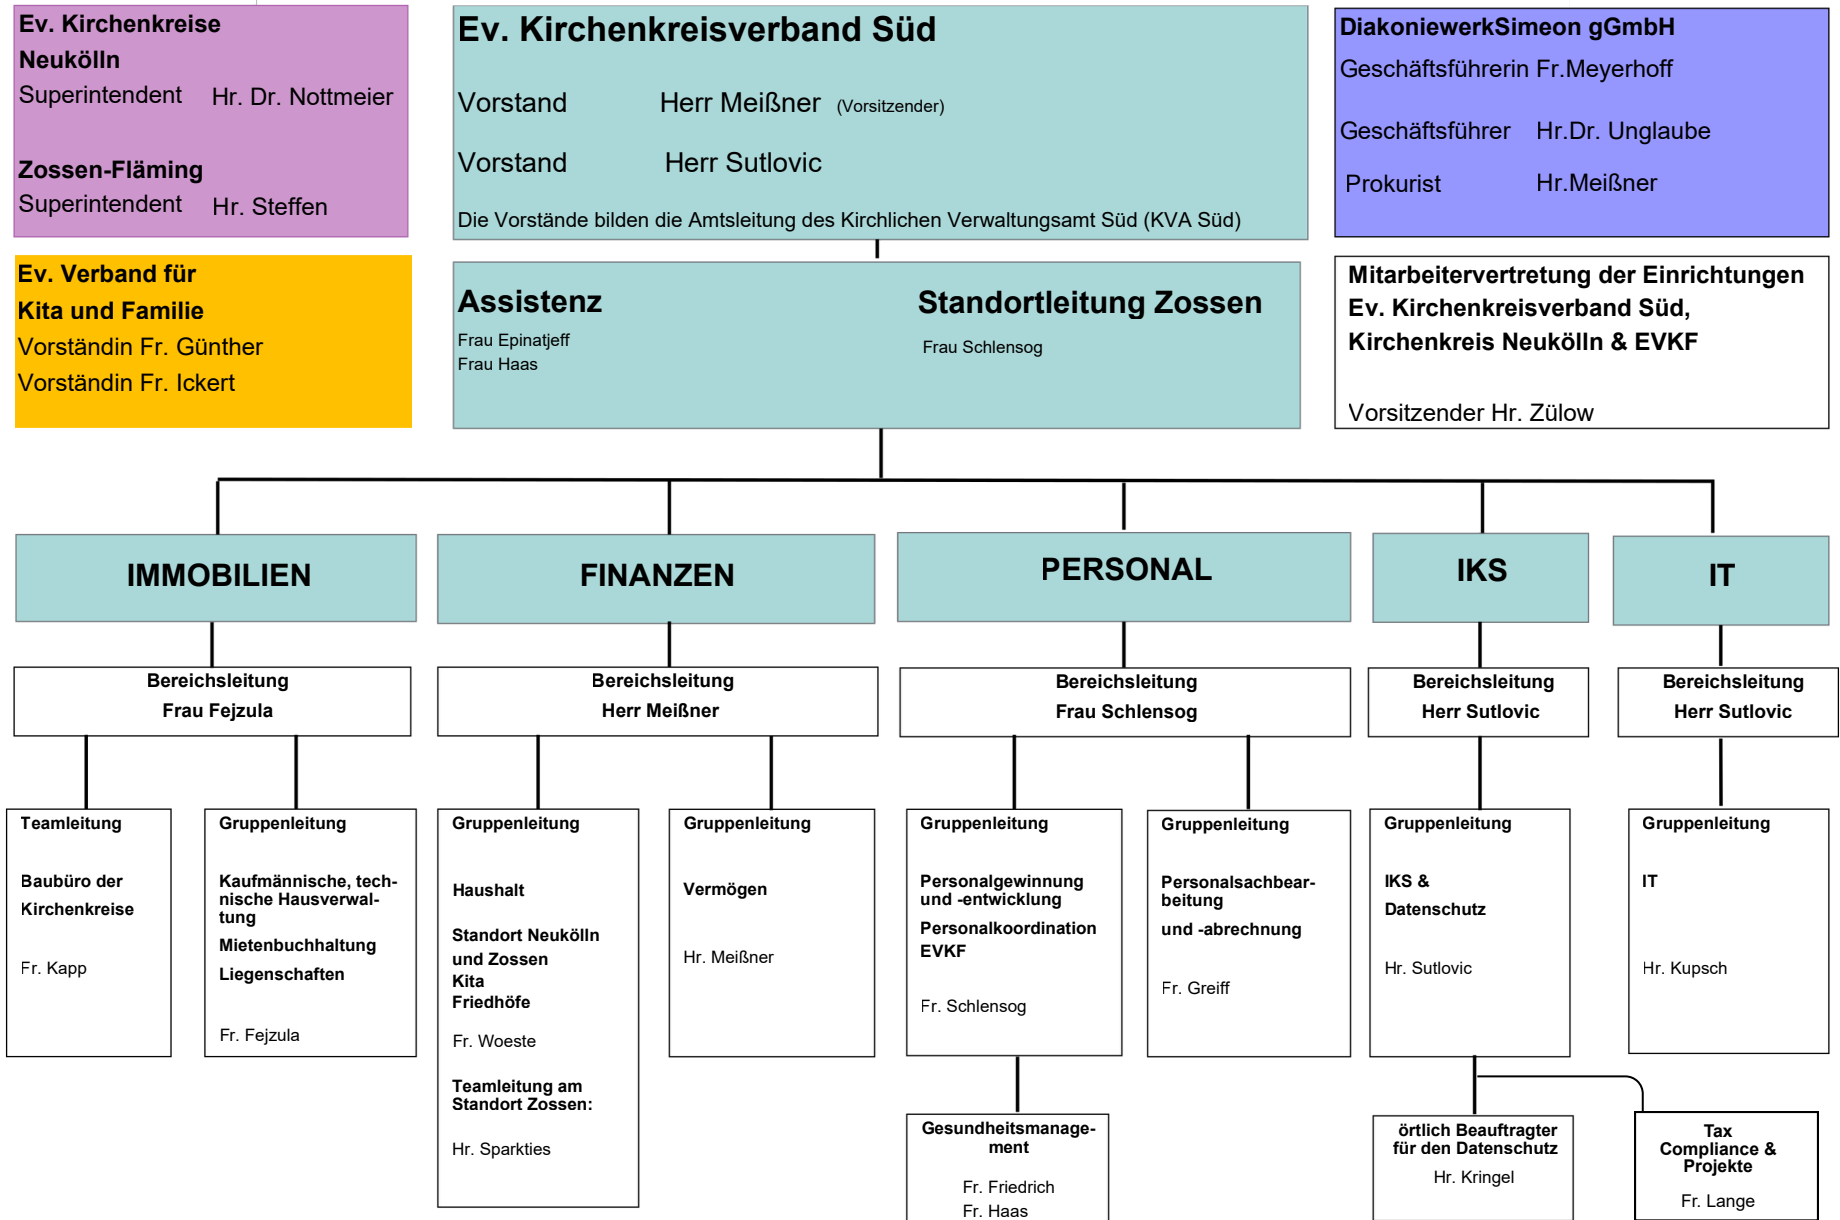 Ev. Kirchenkreise
Neukölln
Superintendent Hr. Dr. Nottmeier
Zossen-Fläming
Superintendent Hr. Steffen
Ev. Kirchenkreisverband Süd
Vorstand Herr Meißner (Vorsitzender)
Vorstand Herr Sutlovic
Die Vorstände bilden die Amtsleitung des Kirchlichen Verwaltungsamt Süd (KVA Süd)
DiakoniewerkSimeon gGmbH
Geschäftsführerin Fr.Meyerhoff
Geschäftsführer Hr.Dr. Unglaube
Prokurist Hr.Meißner
Ev. Verband für
Kita und Familie
Vorständin Fr. Günther
Vorständin Fr. Ickert
Assistenz
Frau Epinatjeff
Frau Haas
Standortleitung Zossen
Frau Schlensog
Mitarbeitervertretung der Einrichtungen
Ev. Kirchenkreisverband Süd,
Kirchenkreis Neukölln & EVKF
Vorsitzender Hr. Zülow
IMMOBILIEN
FINANZEN
PERSONAL
IKS
IT
Bereichsleitung
Frau Fejzula
Bereichsleitung
Herr Meißner
Bereichsleitung
Frau Schlensog
Bereichsleitung
Herr Sutlovic
Bereichsleitung
Herr Sutlovic
Teamleitung
Baubüro der
Kirchenkreise
Fr. Kapp
Gruppenleitung
Kaufmännische, tech-
nische Hausverwal-
tung
Mietenbuchhaltung
Liegenschaften
Fr. Fejzula
Gruppenleitung
Haushalt
Standort Neukölln
und Zossen
Kita
Friedhöfe
Fr. Woeste
Teamleitung am
Standort Zossen:
Hr. Sparkties
Gruppenleitung
Vermögen
Hr. Meißner
Gruppenleitung
Personalgewinnung
und -entwicklung
Personalkoordination
EVKF
Fr. Schlensog
Gruppenleitung
Personalsachbear-
beitung
und -abrechnung
Fr. Greiff
Gruppenleitung
IKS &
Datenschutz
Hr. Sutlovic
Gruppenleitung
IT
Hr. Kupsch
Gesundheitsmanage-
ment
Fr. Friedrich
Fr. Haas
örtlich Beauftragter
für den Datenschutz
Hr. Kringel
Tax
Compliance &
Projekte
Fr. Lange